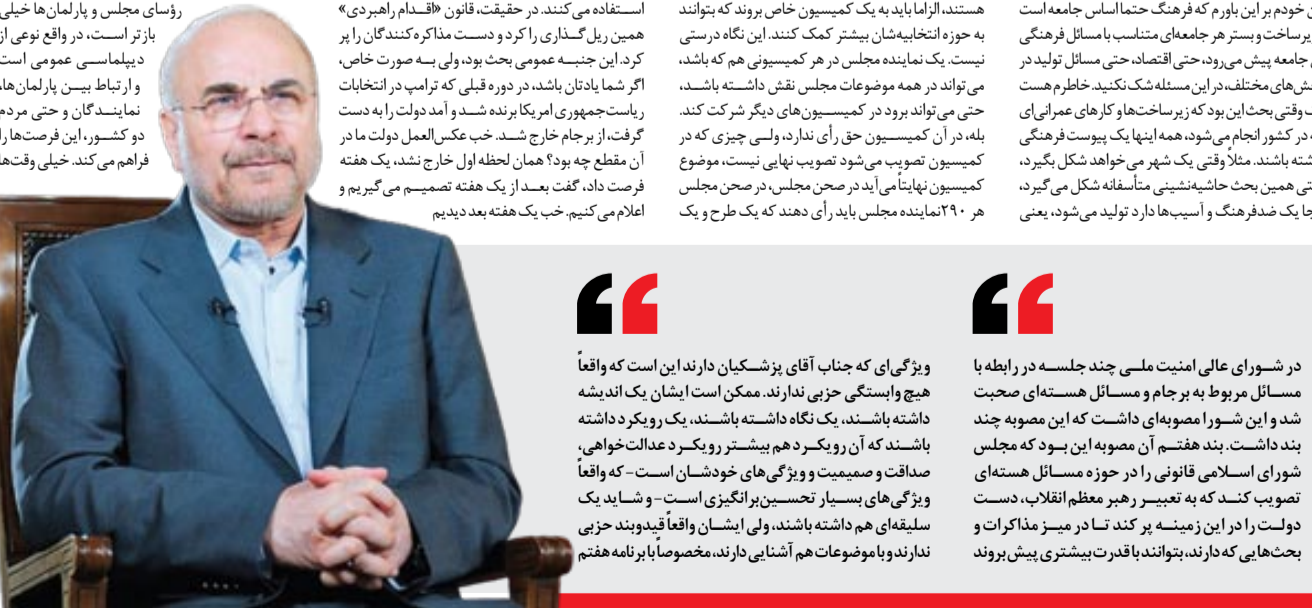 خودم بر این باورم که فرهنگ حتما اساس جامعه است
زیرساخت و بستر هر جامعه‌ای متناسب با مسائل فرهنگی
جامعه پیش می‌رود، حتی اقتصاد، حتی مسائل تولید در
مختلف، در این مسئله شک نکنید. خاطرم هست
وقتی بحث این بود که زیرساخت‌ها و کارهای عمرانی‌ای
در کشور انجام می‌شود، همه اینها یک پیوست فرهنگی
باشند. مثلاً وقتی یک شهر می‌خواهد شکل بگیرد،
همین بحث حاشیه‌نشینی متأسفانه شکل می‌گیرد،
یک ضدفرهنگ و آسیب‌ها دارد تولید می‌شود، یعنی
هستند، الزاما باید به یک کمیسیون خاص بروند که بتوانند
به حوزه انتخابیه‌شان بیشتر کمک کنند. این نگاه درستی
نیست. یک نماینده مجلس در هر کمیسیونی هم که باشد،
می‌تواند در همه موضوعات مجلس نقش داشته باشد،
حتی می‌تواند برود در کمیسیون‌های دیگر شرکت کند.
بله، در آن کمیسیون حق رأی ندارد، ولی چیزی که در
کمیسیون تصویب می‌شود تصویب نهایی نیست، موضوع
کمیسیون نهایتاً می‌آید در صحن مجلس، در صحن مجلس
هر ۲۹۰نماینده مجلس باید رأی دهند که یک طرح و یک
استفاده می‌کنند. در حقیقت، قانون «اقدام راهبردی»
همین ریل‌گذاری را کرد و دست مذاکره‌کنندگان را پر
کرد. این جنبه عمومی بحث بود، ولی به صورت خاص،
اگر شما یادتان باشد، در دوره قبلی که ترامپ در انتخابات
ریاست‌جمهوری امریکا برنده شد و آمد دولت را به دست
گرفت، از برجام خارج شد. خب عکس‌العمل دولت ما در
آن مقطع چه بود؟ همان لحظه اول خارج نشد، یک هفته
فرصت داد، گفت بعد از یک هفته تصمیم می‌گیریم و
اعلام می‌کنیم. خب یک هفته بعد دیدیم
رؤسای مجلس و پارلمان‌ها خیلی
بازتر است، در واقع نوعی از
دیپلماسی عمومی است
و ارتباط بین پارلمان‌ها،
نمایندگان و حتی مردم
دو کشور، این فرصت‌ها را
فراهم می‌کند. خیلی وقت‌ها
در شورای عالی امنیت ملی چند جلسه در رابطه با
مسائل مربوط به برجام و مسائل هسته‌ای صحبت
شد و این شورا مصوبه‌ای داشت که این مصوبه چند
بند داشت. بند هفتم آن مصوبه این بود که مجلس
شورای اسلامی قانونی را در حوزه مسائل هسته‌ای
تصویب کند که به تعبیر رهبر معظم انقلاب، دست
دولت را در این زمینه پر کند تا در میز مذاکرات و
بحث‌هایی که دارند، بتوانند با قدرت بیشتری پیش بروند
ویژگی‌ای که جناب آقای پزشکیان دارند این است که واقعاً
هیچ وابستگی حزبی ندارند. ممکن است ایشان یک اندیشه
داشته باشند، یک نگاه داشته باشند، یک رویکرد داشته
باشند که آن رویکرد هم بیشتر رویکرد عدالت‌خواهی،
صداقت و صمیمیت و ویژگی‌های خودشان است- که واقعاً
ویژگی‌های بسیار تحسین‌برانگیزی است- و شاید یک
سلیقه‌ای هم داشته باشند، ولی ایشان واقعاً قیدوبند حزبی
ندارند و با موضوعات هم آشنایی دارند، مخصوصاً با برنامه هفتم